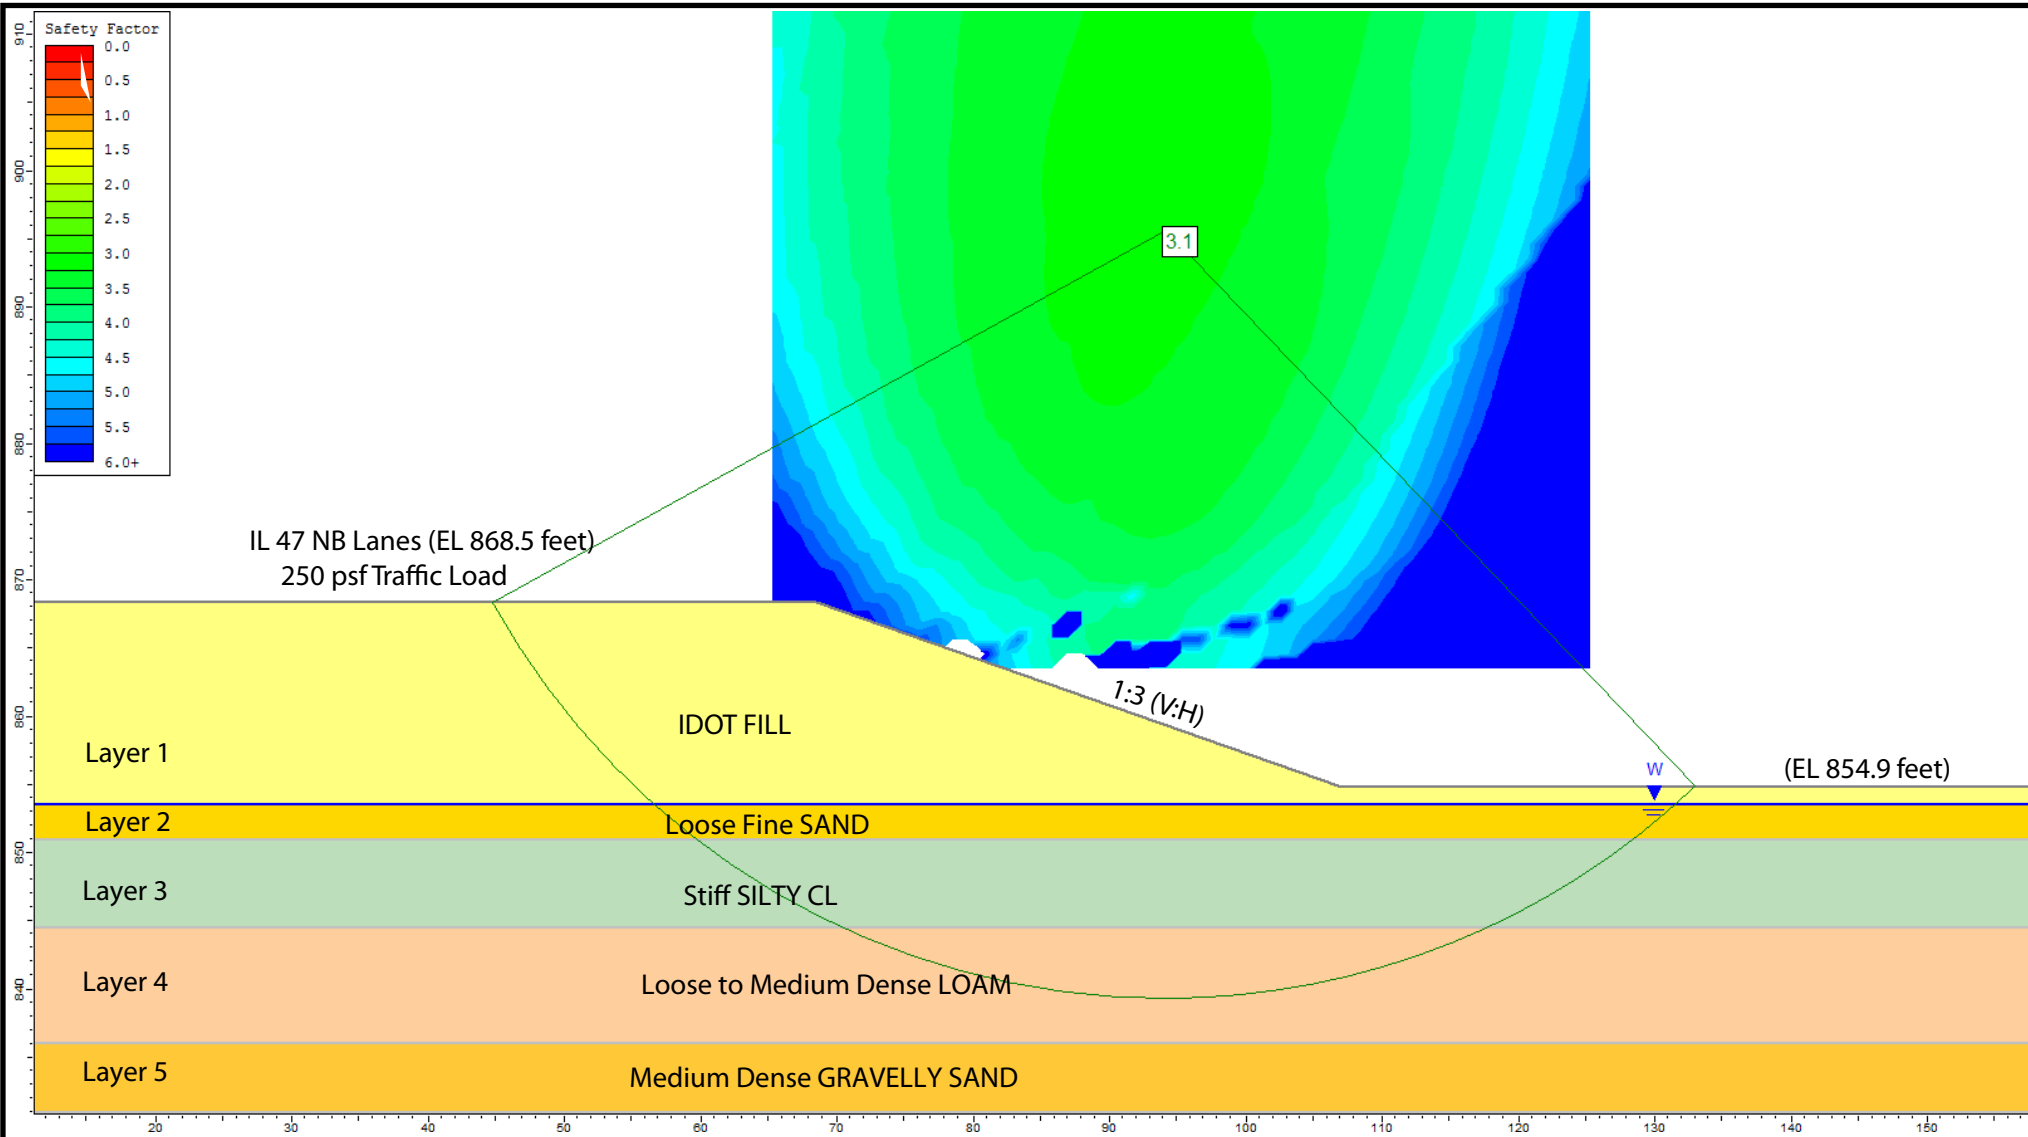 Safety Factor
0.0
0.5
1.0
1.5
2.0
2.5
3.0
3.5
4.0
4.5
5.0
5.5
6.0+
910
900
890
880
870
860
850
840
3.1
IL 47 NB Lanes (EL 868.5 feet)
250 psf Traffic Load
1:3 (V:H)
IDOT FILL
Layer 1
W
(EL 854.9 feet)
Layer 2
Loose Fine SAND
Layer 3
Stiff SILTY CL
Layer 4
Loose to Medium Dense LOAM
Layer 5
Medium Dense GRAVELLY SAND
20 30 40 50 60 70 80 90 100 110 120 130 140 150